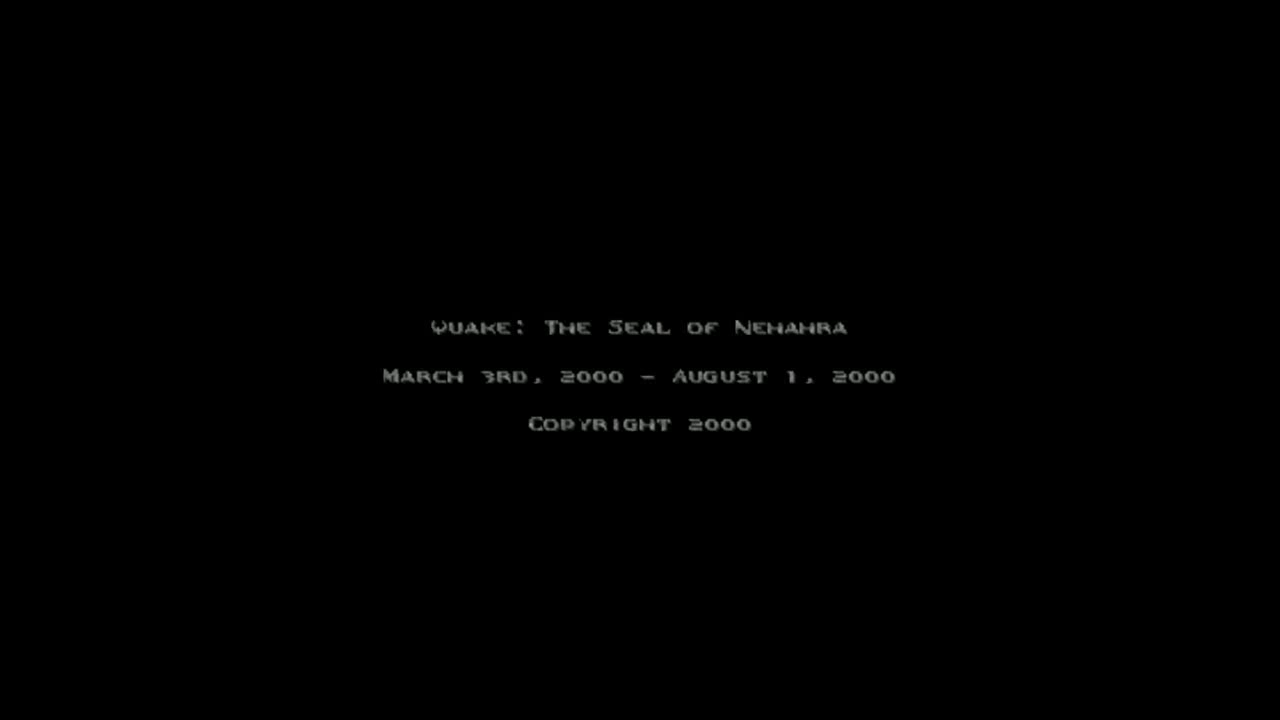 Quake: The Seal of Nehahra
March 3rd, 2000 - August 1, 2000
Copyright 2000